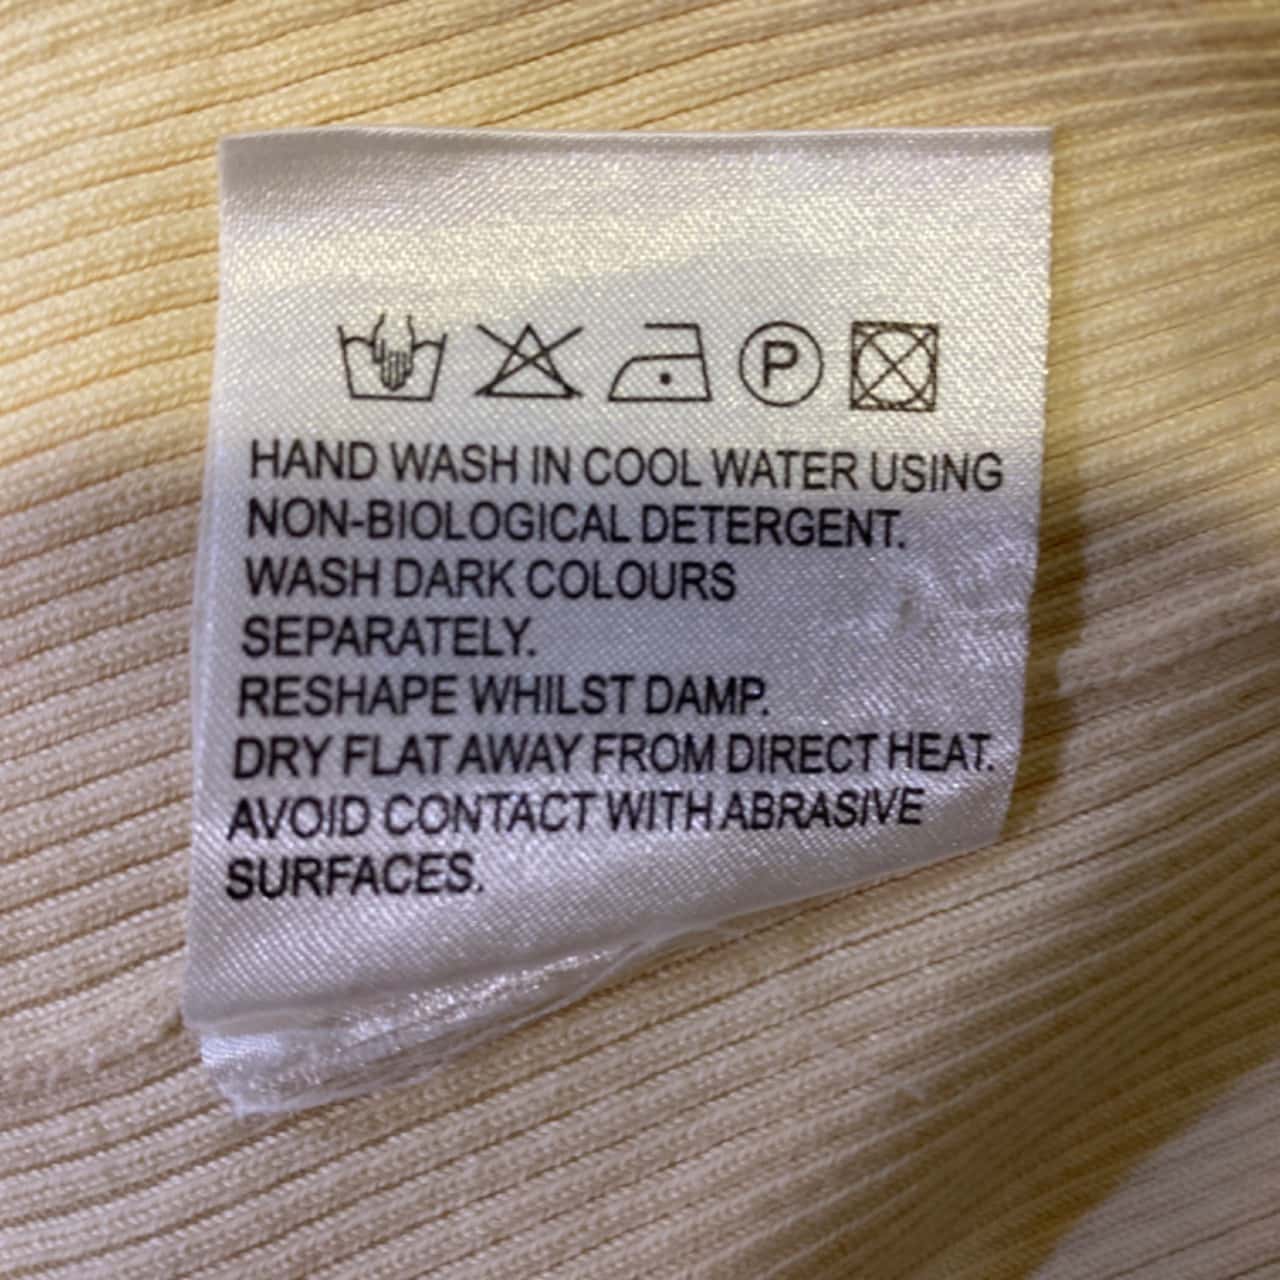 P
HAND WASH IN COOL WATER USING
NON-BIOLOGICAL DETERGENT.
WASH DARK COLOURS
SEPARATELY.
RESHAPE WHILST DAMP.
DRY FLAT AWAY FROM DIRECT HEAT.
AVOID CONTACT WITH ABRASIVE
SURFACES.